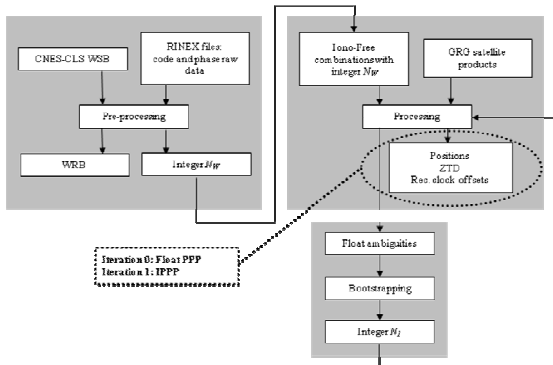 CNES-CLS WSB
RINEX files:
code and phase raw
data
Pre-processing
WRB
Integer NW
Iono-Free
combinations with
integer NW
GRG satellite
products
Processing
Positions
ZTD
Rec. clock offsets
Iteration 0: Float PPP
Iteration 1: IPPP
Float ambiguities
Bootstrapping
Integer N1